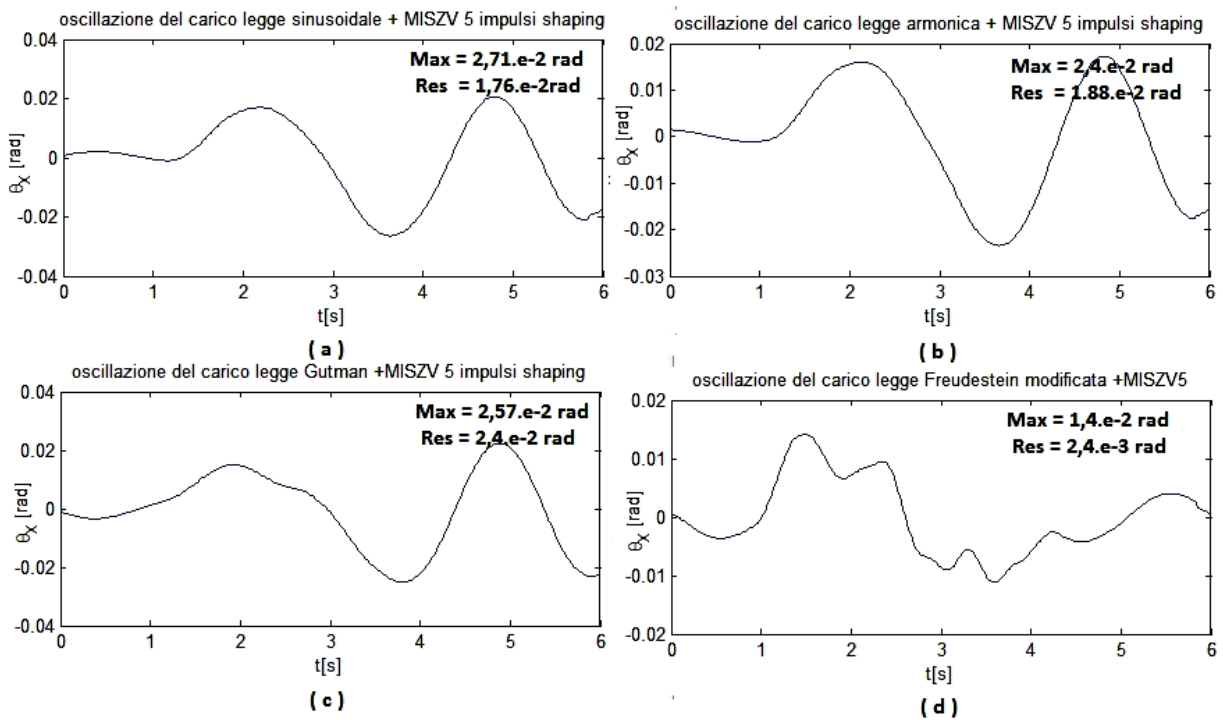 oscillazione del carico legge sinusoidale + MISZV 5 impulsi shaping
Max = 2,71.e-2 rad
Res = 1,76.e-2rad
0.04
0.02
0
-0.02
-0.04
θX [rad]
0 1 2 3 4 5 6
t[s]
( a )
oscillazione del carico legge armonica + MISZV 5 impulsi shaping
Max = 2,4.e-2 rad
Res = 1.88.e-2 rad
0.02
0.01
0
-0.01
-0.02
-0.03
θX [rad]
0 1 2 3 4 5 6
t[s]
( b )
oscillazione del carico legge Gutman +MISZV 5 impulsi shaping
Max = 2,57.e-2 rad
Res = 2,4.e-2 rad
0.04
0.02
0
-0.02
-0.04
θX [rad]
0 1 2 3 4 5 6
t[s]
( c )
oscillazione del carico legge Freudestein modificata +MISZV5
Max = 1,4.e-2 rad
Res = 2,4.e-3 rad
0.02
0.01
0
-0.01
-0.02
θX [rad]
0 1 2 3 4 5 6
t[s]
( d )